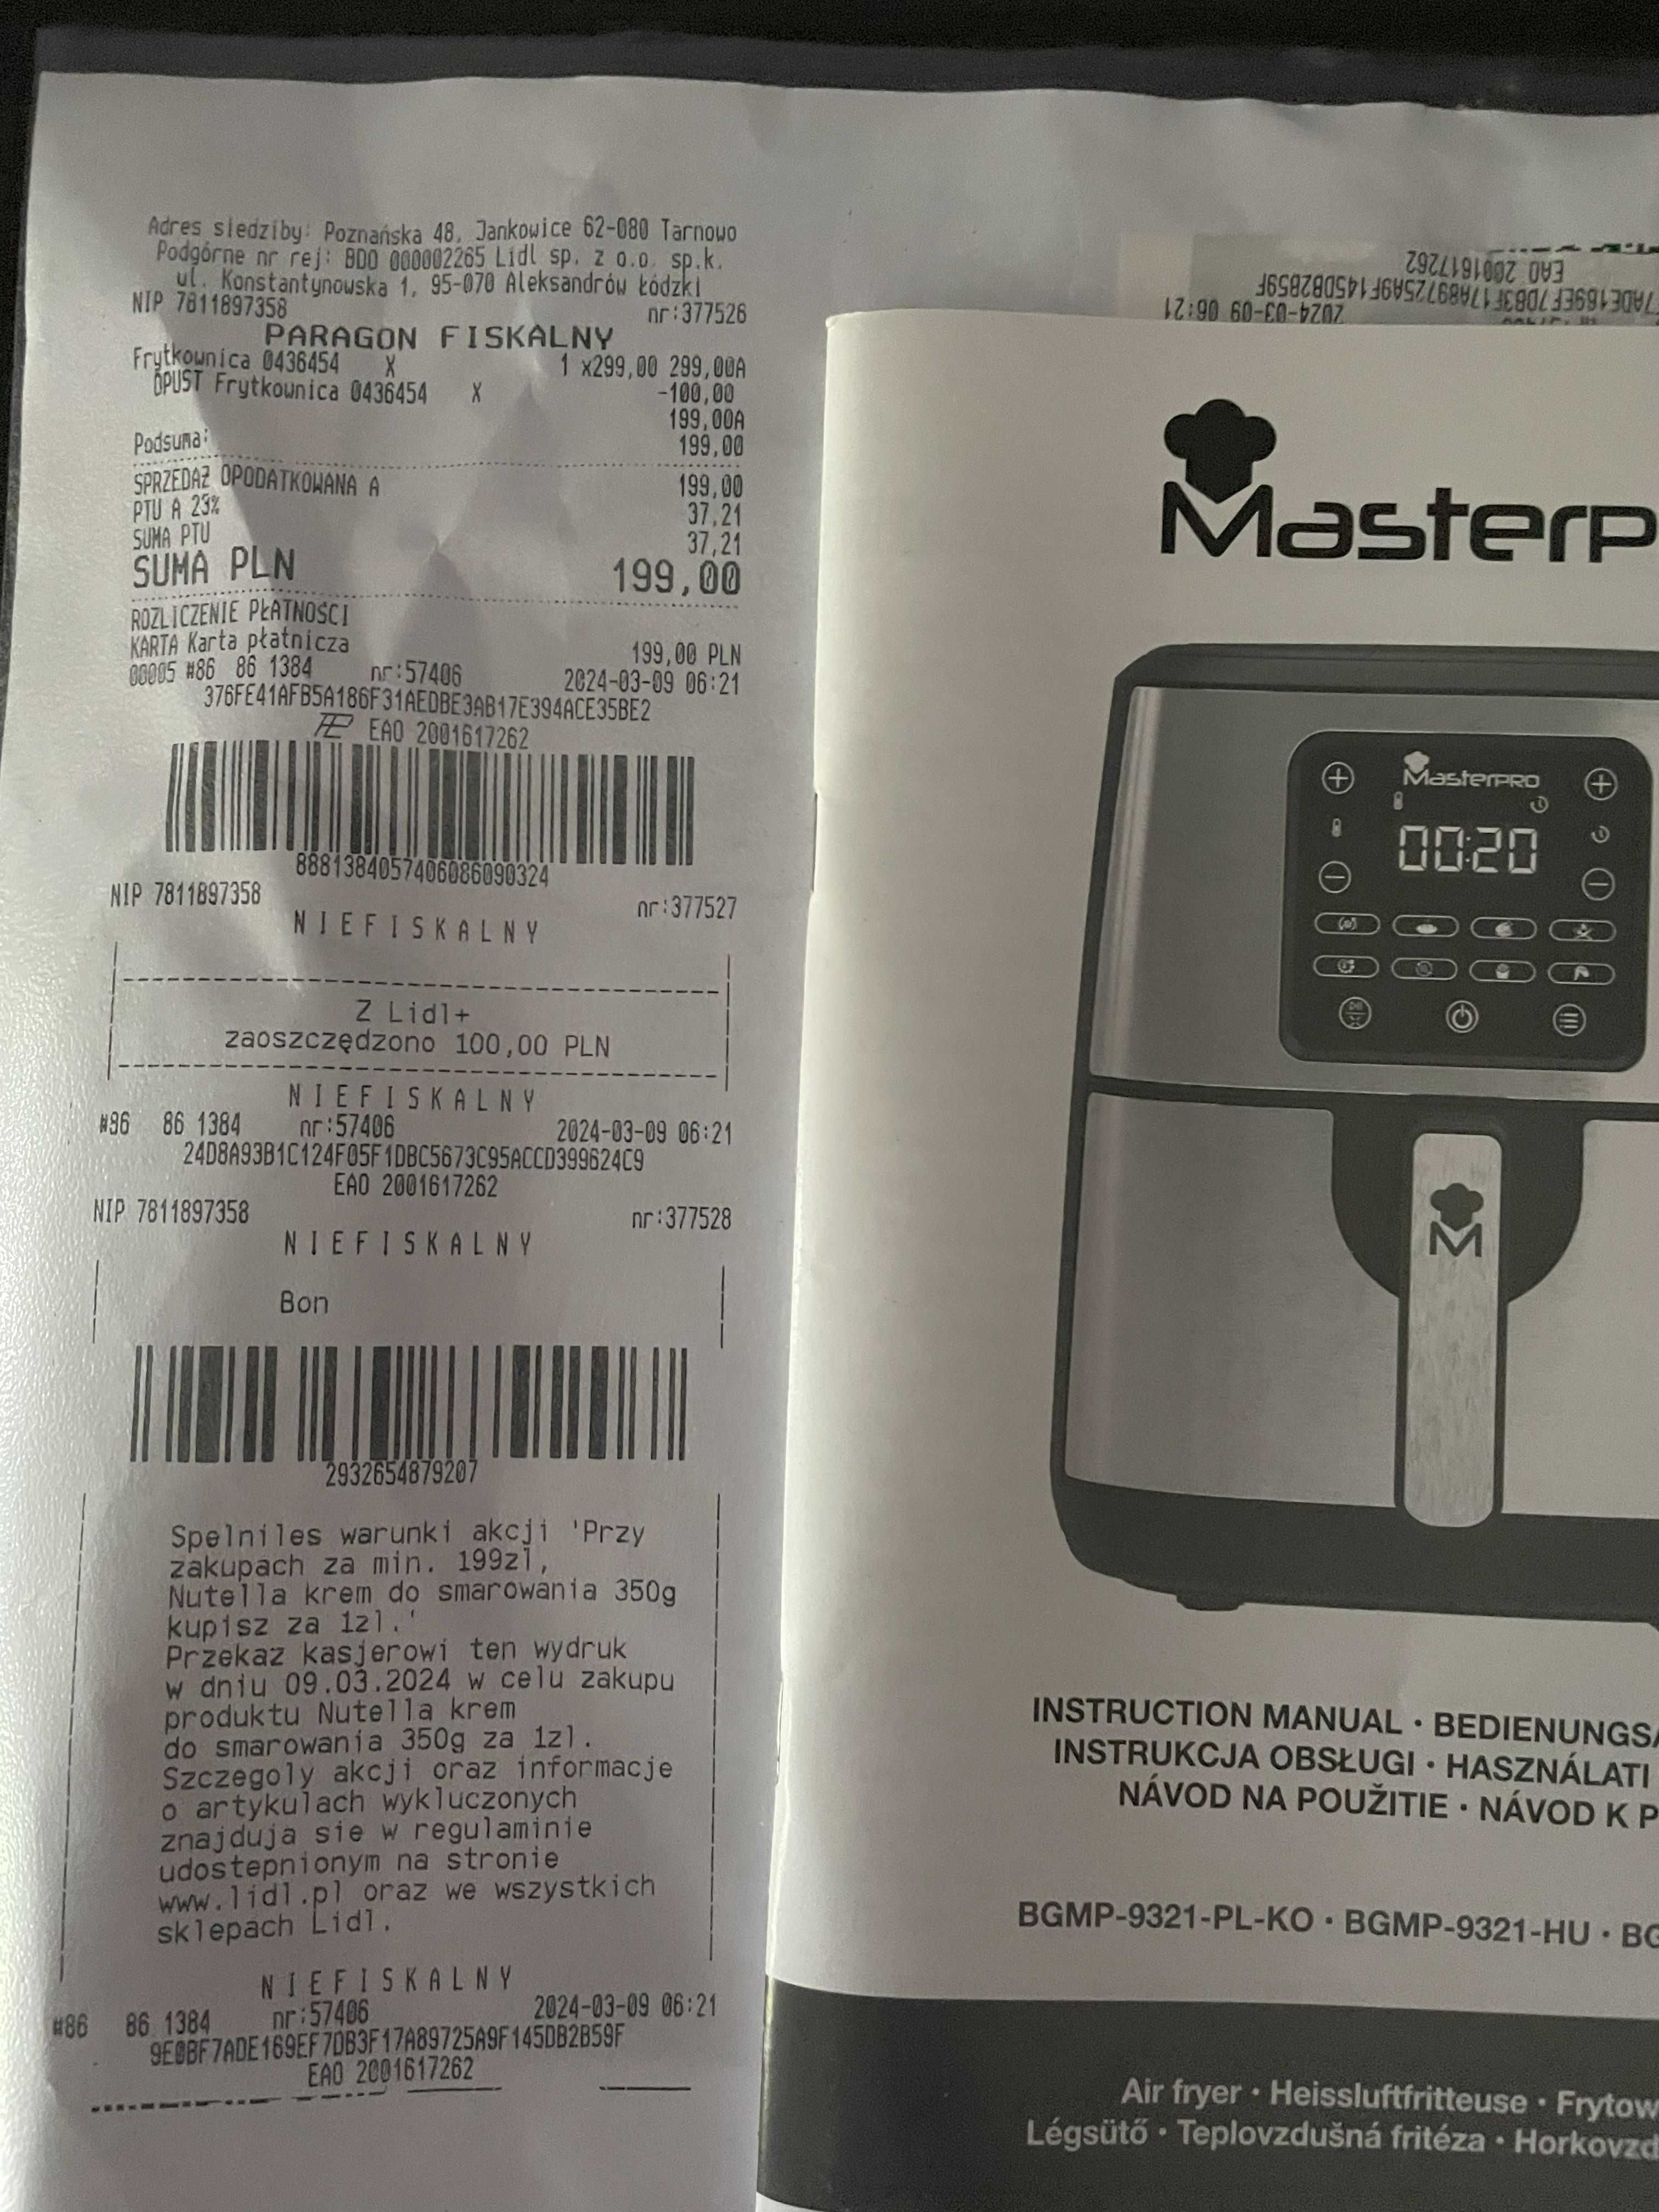 Adres siedziby: Poznańska 48, Jankowice 62-080 Tarnowo
Podgórne nr rej: BDO 000002265 Lidl sp. z o.o. sp.k.
ul. Konstantynowska 1, 95-070 Aleksandrów Łódzki
NIP 7811897358 nr:377526
PARAGON FISKALNY
Frytkownica 0436454 X 1 x299,00 299,00A
OPUST Frytkownica 0436454 X -100,00
199,00A
Podsuma: 199,00
SPRZEDAŻ OPODATKOWANA A 199,00
PTU A 23% 37,21
SUMA PTU 37,21
SUMA PLN 199,00
ROZLICZENIE PŁATNOŚCI
KARTA Karta płatnicza 199,00 PLN
00005 #86 86 1384 nr:57406 2024-03-09 06:21
376FE41AFB5A186F31AEDBE3AB17E394ACE35BE2
EAO 2001617262
8881384057406086090324
NIP 7811897358 nr:377527
NIEFISKALNY
Z Lidl+
zaoszczędzono 100,00 PLN
NIEFISKALNY
#86 86 1384 nr:57406 2024-03-09 06:21
24D8A93B1C124F05F1DBC5673C95ACCD399624C9
EAO 2001617262
NIP 7811897358 nr:377528
NIEFISKALNY
Bon
2932654879207
Spelniles warunki akcji 'Przy
zakupach za min. 199zl,
Nutella krem do smarowania 350g
kupisz za 1zl.'
Przekaz kasjerowi ten wydruk
w dniu 09.03.2024 w celu zakupu
produktu Nutella krem
do smarowania 350g za 1zl.
Szczegoly akcji oraz informacje
o artykulach wykluczonych
znajduja sie w regulaminie
udostepnionym na stronie
www.lidl.pl oraz we wszystkich
sklepach Lidl.
NIEFISKALNY
#86 86 1384 nr:57406 2024-03-09 06:21
9E0BF7ADE169EF7DB3F17A89725A9F145DB2B59F
EAO 2001617262
EAO 2001617262
7ADE169EF7DB3F17A89725A9F145DB2B59F
2024-03-09 06:21
Masterp
MasterPRO
00:20
M
INSTRUCTION MANUAL · BEDIENUNGSA
INSTRUKCJA OBSŁUGI · HASZNÁLATI
NÁVOD NA POUŽITIE · NÁVOD K P
BGMP-9321-PL-KO · BGMP-9321-HU · BG
Air fryer · Heissluftfritteuse · Frytow
Légsütő · Teplovzdušná fritéza · Horkovzd